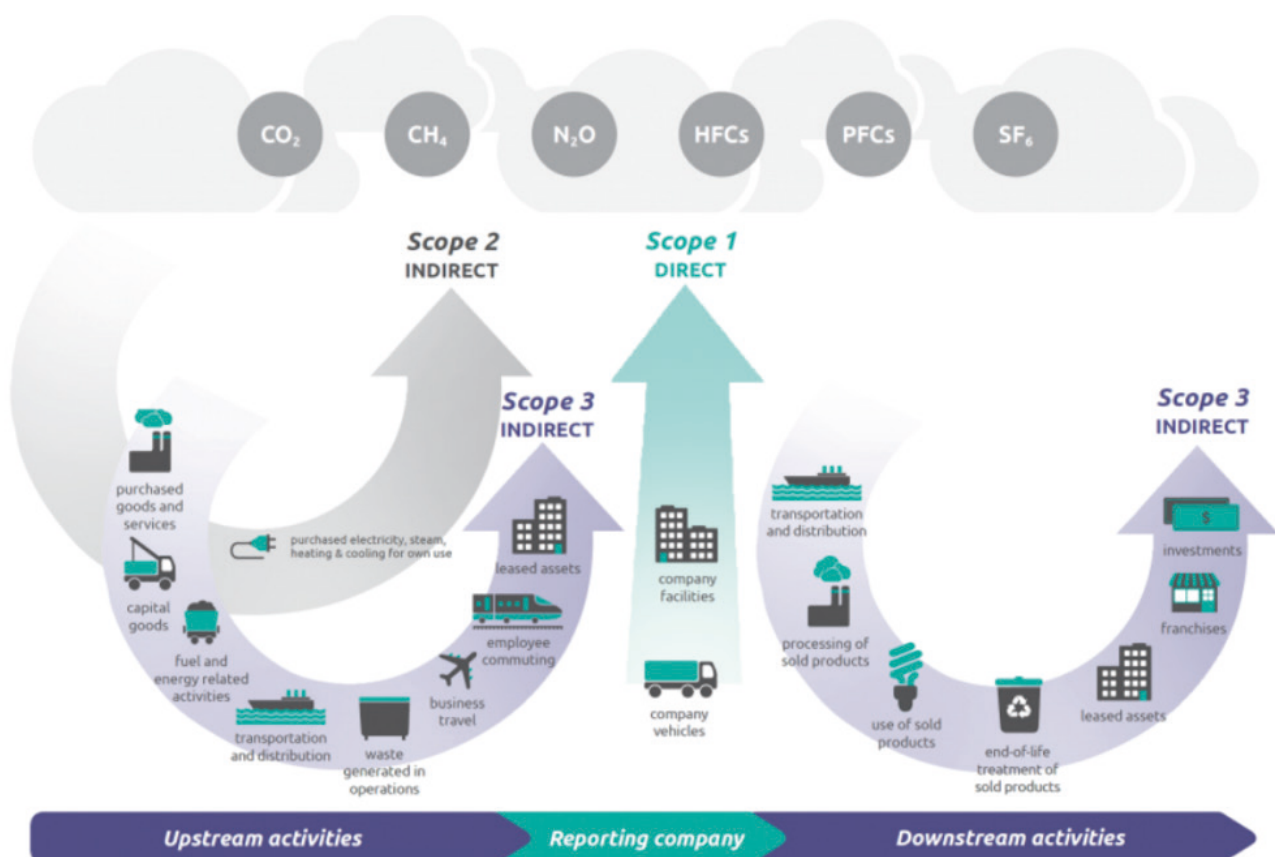 CO₂
CH₄
N₂O
HFCs
PFCs
SF₆
Scope 2
INDIRECT
Scope 1
DIRECT
Scope 3
INDIRECT
Scope 3
INDIRECT
purchased
goods and
services
capital
goods
fuel and
energy related
activities
transportation
and distribution
waste
generated in
operations
business
travel
employee
commuting
leased assets
purchased electricity, steam,
heating & cooling for own use
company
facilities
company
vehicles
transportation
and distribution
processing of
sold products
use of sold
products
end-of-life
treatment of
sold products
leased assets
franchises
$
investments
Upstream activities
Reporting company
Downstream activities